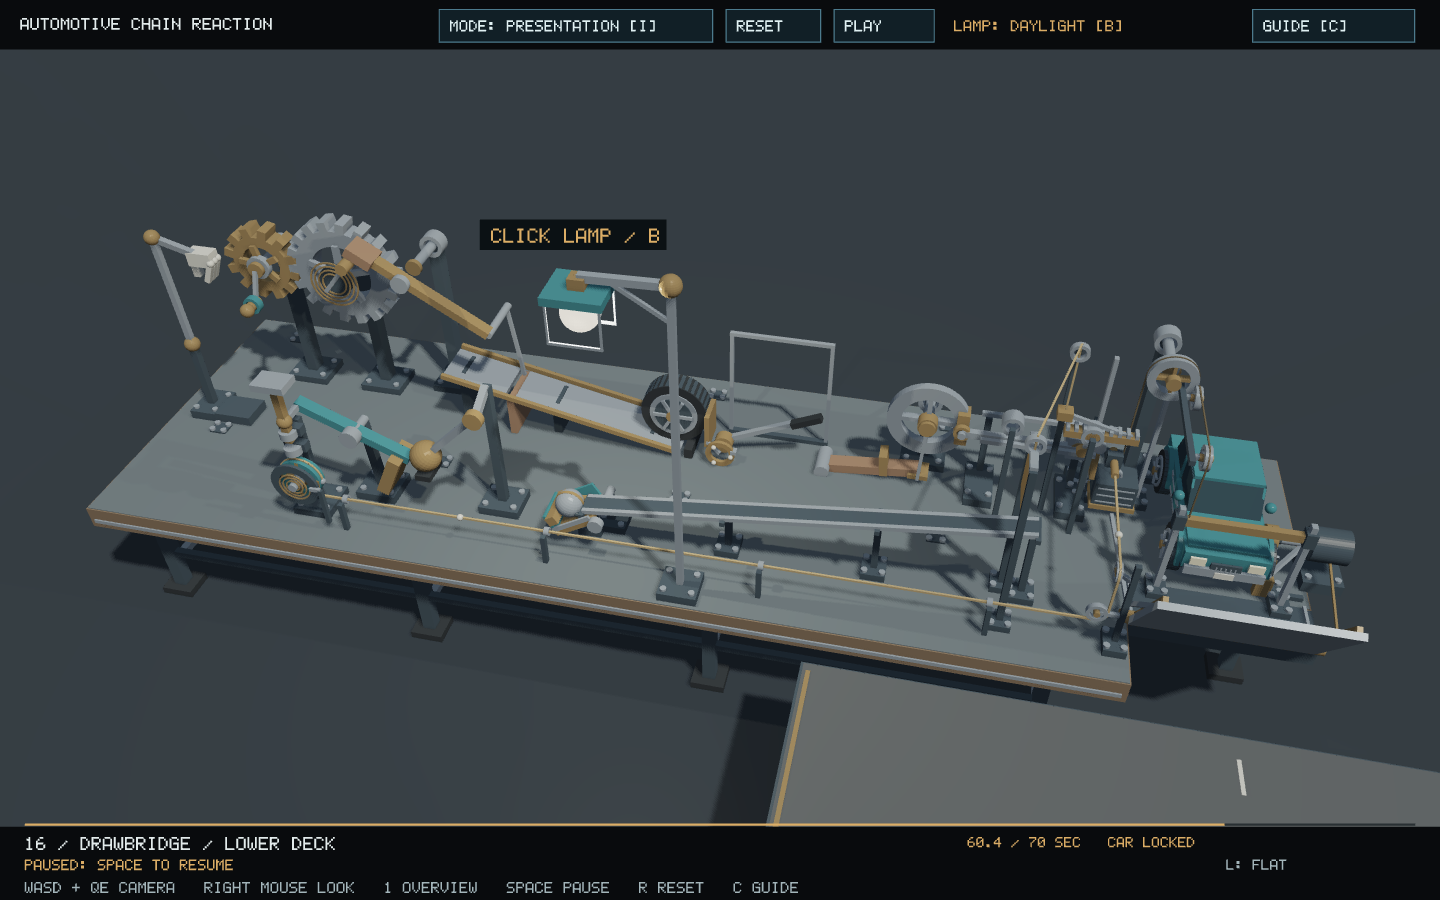 AUTOMOTIVE CHAIN REACTION
MODE: PRESENTATION [I]
RESET
PLAY
LAMP: DAYLIGHT [B]
GUIDE [C]
CLICK LAMP / B
16 / DRAWBRIDGE / LOWER DECK
60.4 / 70 SEC CAR LOCKED
PAUSED: SPACE TO RESUME
L: FLAT
WASD + QE CAMERA RIGHT MOUSE LOOK 1 OVERVIEW SPACE PAUSE R RESET C GUIDE